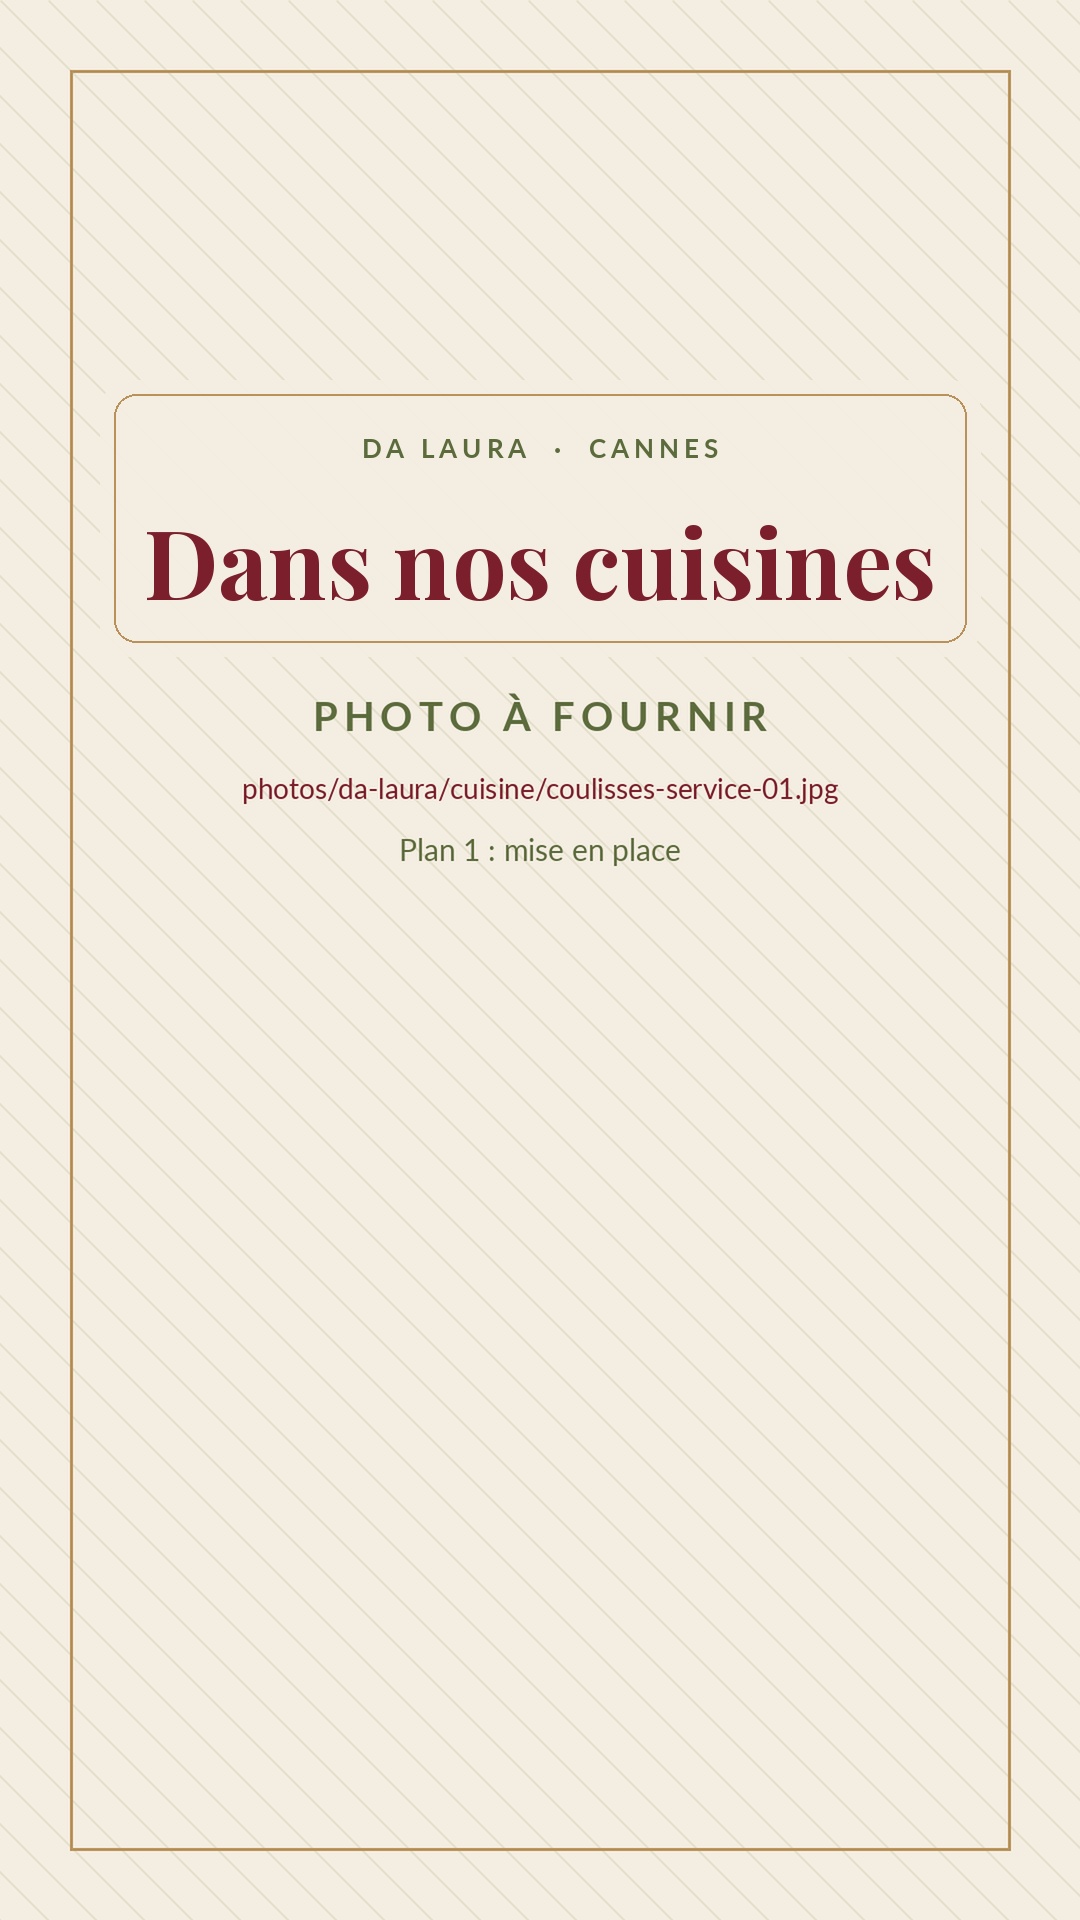 DA LAURA · CANNES
Dans nos cuisines
PHOTO À FOURNIR
photos/da-laura/cuisine/coulisses-service-01.jpg
Plan 1 : mise en place